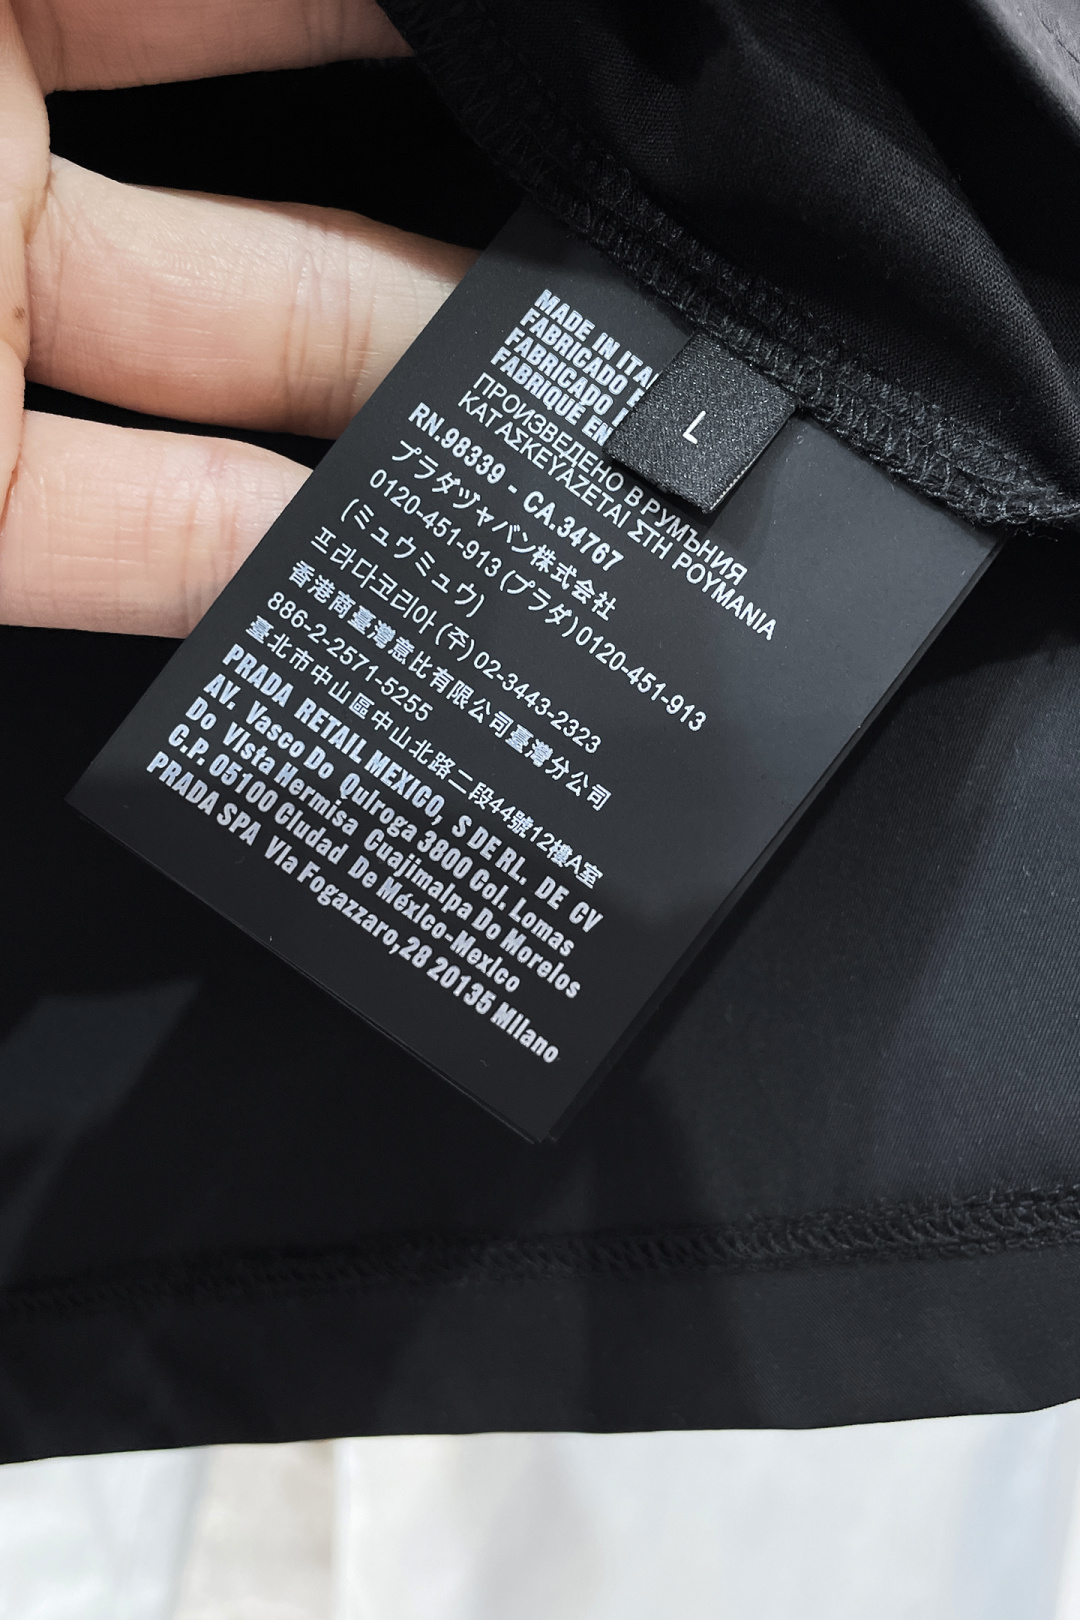 MADE IN ITA
FABRICADO E
FABRICADO I
FABRIQUE EN
ПРОИЗВЕДЕНО В РУМЪНИЯ
ΚΑΤΑΣΚΕΥΑΖΕΤΑΙ ΣΤΗ ΡΟΥΜΑΝΙΑ
RN.98339 - CA.34767
プラダヅャバン株式会社
0120-451-913 (プラダ) 0120-451-913
(ミュウミュウ)
프라다코리아 (주) 02-3443-2323
香港商臺灣意比有限公司臺灣分公司
886-2-2571-5255
臺北市中山區中山北路二段44號12樓A室
PRADA RETAIL MEXICO, S DE RL. DE CV
AV. Vasco Do Quiroga 3800 Col. Lomas
Do Vista Hermisa Cuajimalpa Do Morelos
C.P. 05100 Cludad De México-Mexico
PRADA SPA Via Fogazzaro,28 20135 Milano
L